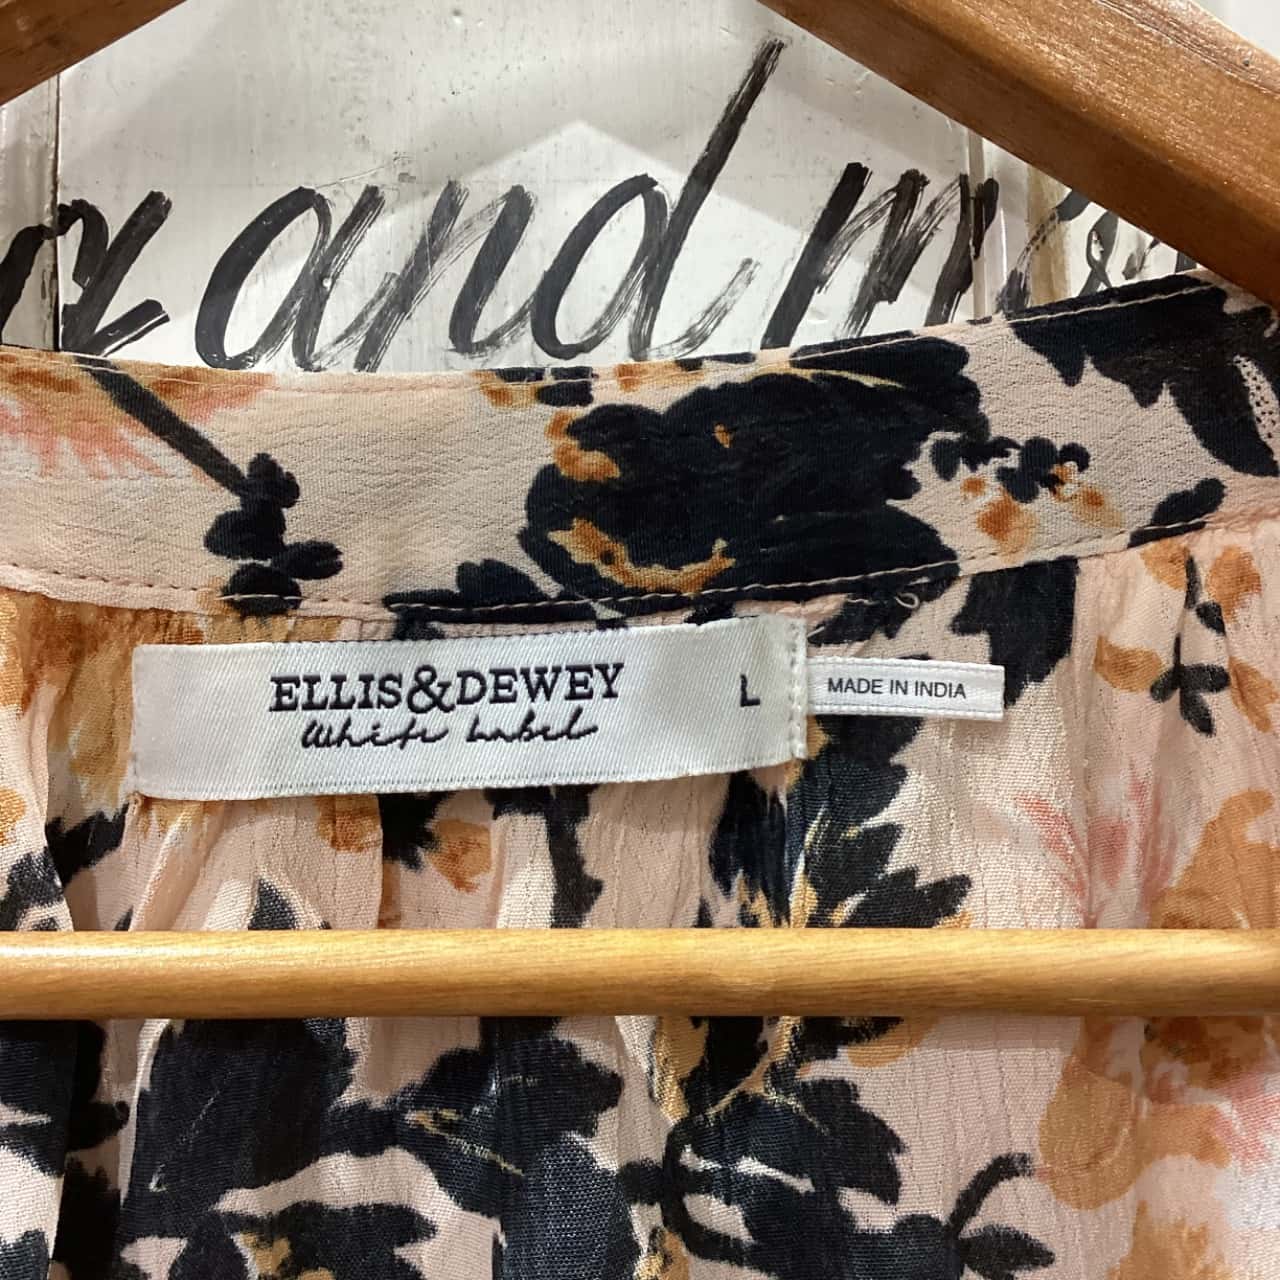 and
ELLIS&DEWEY
White Label
L
MADE IN INDIA